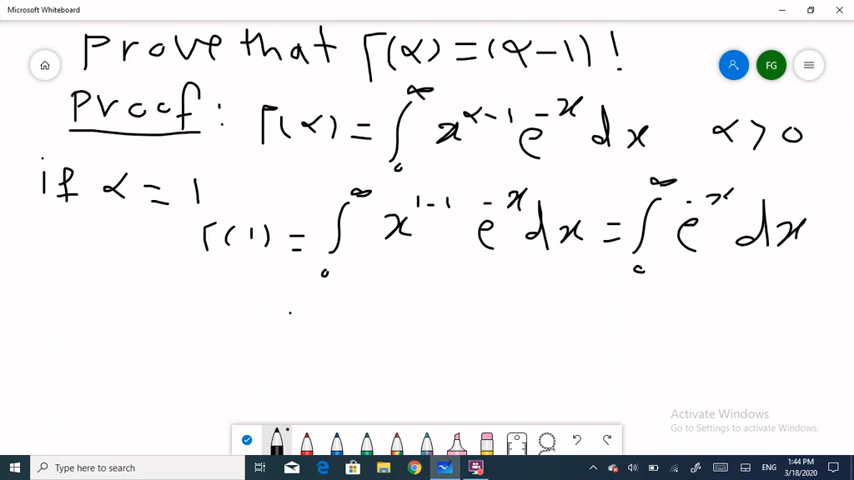 Microsoft Whiteboard
Prove that Γ(α) = (α-1)!
FG
Proof: Γ(α) = ∫₀^∞ x^(α-1) e^(-x) dx α > 0
if α = 1
Γ(1) = ∫₀^∞ x^(1-1) e^(-x) dx = ∫₀^∞ e^(-x) dx
Activate Windows
Go to Settings to activate Windows.
Type here to search
ENG
1:44 PM
3/18/2020